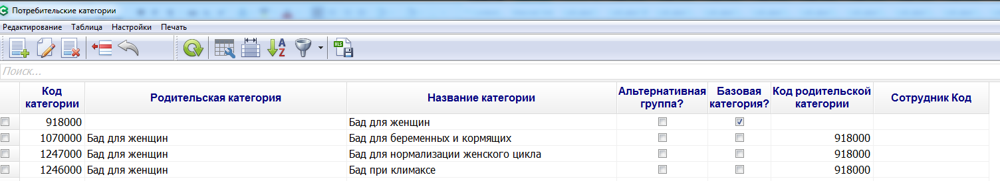 Потребительские категории
Редактирование Таблица Настройки Печать
A
Z
XLS
Поиск...
Код категории Родительская категория Название категории Альтернативная группа? Базовая категория? Код родительской категории Сотрудник Код
918000 Бад для женщин
1070000 Бад для женщин Бад для беременных и кормящих 918000
1247000 Бад для женщин Бад для нормализации женского цикла 918000
1246000 Бад для женщин Бад при климаксе 918000